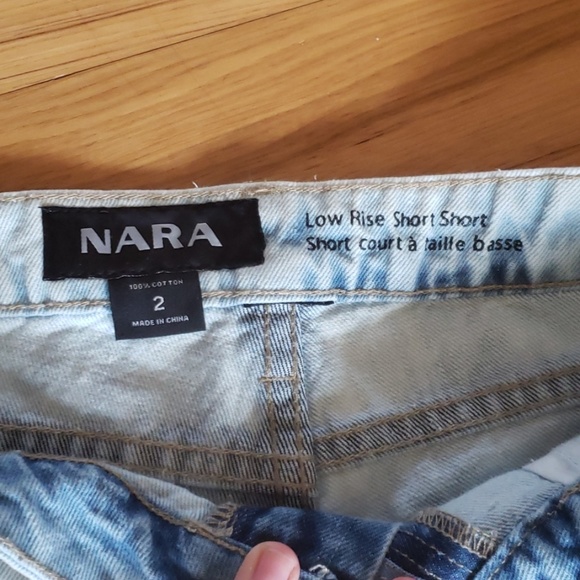 NARA
100% COTTON
2
MADE IN CHINA
Low Rise Short Short
Short court à taille basse